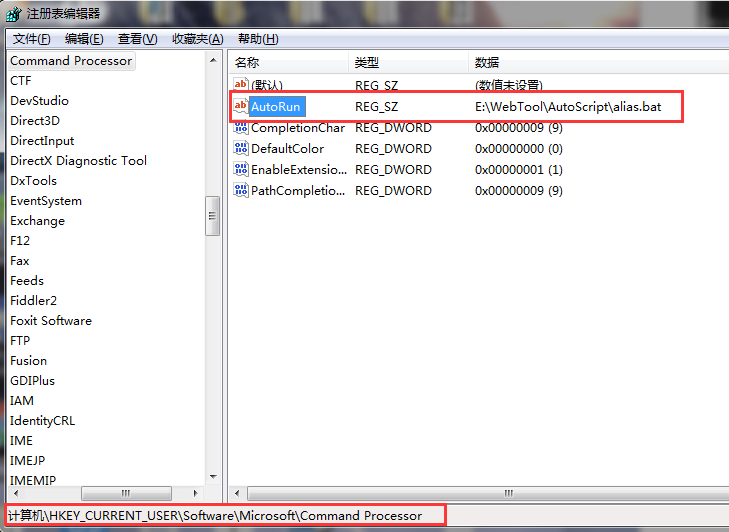 注册表编辑器
文件(F) 编辑(E) 查看(V) 收藏夹(A) 帮助(H)
Command Processor
CTF
DevStudio
Direct3D
DirectInput
DirectX Diagnostic Tool
DxTools
EventSystem
Exchange
F12
Fax
Feeds
Fiddler2
Foxit Software
FTP
Fusion
GDIPlus
IAM
IdentityCRL
IME
IMEJP
IMEMIP
名称 类型 数据
ab (默认) REG_SZ (数值未设置)
ab AutoRun REG_SZ E:\WebTool\AutoScript\alias.bat
CompletionChar REG_DWORD 0x00000009 (9)
DefaultColor REG_DWORD 0x00000000 (0)
EnableExtensio... REG_DWORD 0x00000001 (1)
PathCompletio... REG_DWORD 0x00000009 (9)
计算机\HKEY_CURRENT_USER\Software\Microsoft\Command Processor